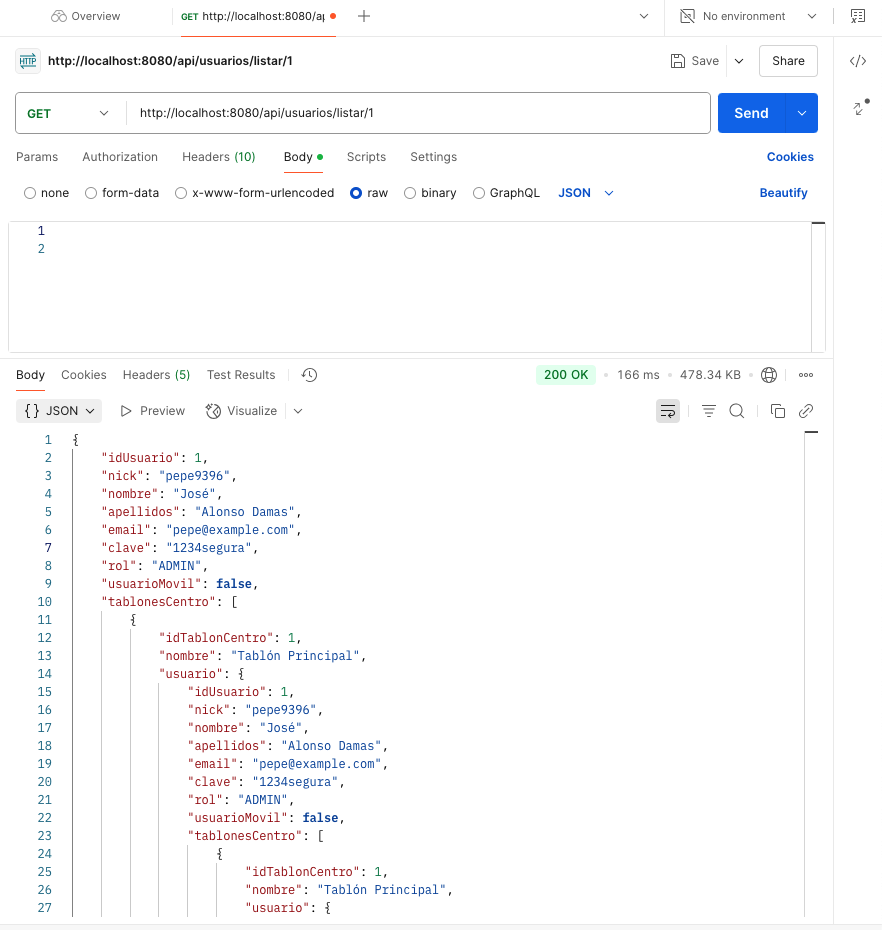 Overview GET http://localhost:8080/ap No environment
HTTP http://localhost:8080/api/usuarios/listar/1 Save Share
GET http://localhost:8080/api/usuarios/listar/1 Send
Params Authorization Headers (10) Body Scripts Settings Cookies
none form-data x-www-form-urlencoded raw binary GraphQL JSON Beautify
1
2
Body Cookies Headers (5) Test Results 200 OK 166 ms 478.34 KB
{} JSON Preview Visualize
1 {
2 "idUsuario": 1,
3 "nick": "pepe9396",
4 "nombre": "José",
5 "apellidos": "Alonso Damas",
6 "email": "pepe@example.com",
7 "clave": "1234segura",
8 "rol": "ADMIN",
9 "usuarioMovil": false,
10 "tablonesCentro": [
11 {
12 "idTablonCentro": 1,
13 "nombre": "Tablón Principal",
14 "usuario": {
15 "idUsuario": 1,
16 "nick": "pepe9396",
17 "nombre": "José",
18 "apellidos": "Alonso Damas",
19 "email": "pepe@example.com",
20 "clave": "1234segura",
21 "rol": "ADMIN",
22 "usuarioMovil": false,
23 "tablonesCentro": [
24 {
25 "idTablonCentro": 1,
26 "nombre": "Tablón Principal",
27 "usuario": {